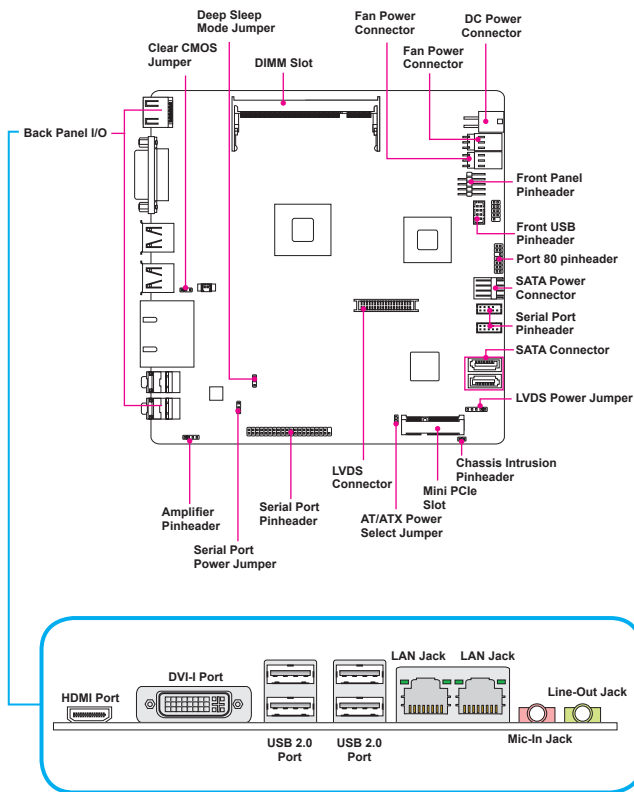 Deep Sleep
Mode Jumper
Fan Power
Connector
DC Power
Connector
Clear CMOS
Jumper
DIMM Slot
Fan Power
Connector
Back Panel I/O
Front Panel
Pinheader
Front USB
Pinheader
Port 80 pinheader
SATA Power
Connector
Serial Port
Pinheader
SATA Connector
LVDS Power Jumper
Chassis Intrusion
Pinheader
LVDS
Connector
Mini PCIe
Slot
Amplifier
Pinheader
Serial Port
Pinheader
AT/ATX Power
Select Jumper
Serial Port
Power Jumper
LAN Jack
LAN Jack
DVI-I Port
HDMI Port
Line-Out Jack
Mic-In Jack
USB 2.0
Port
USB 2.0
Port